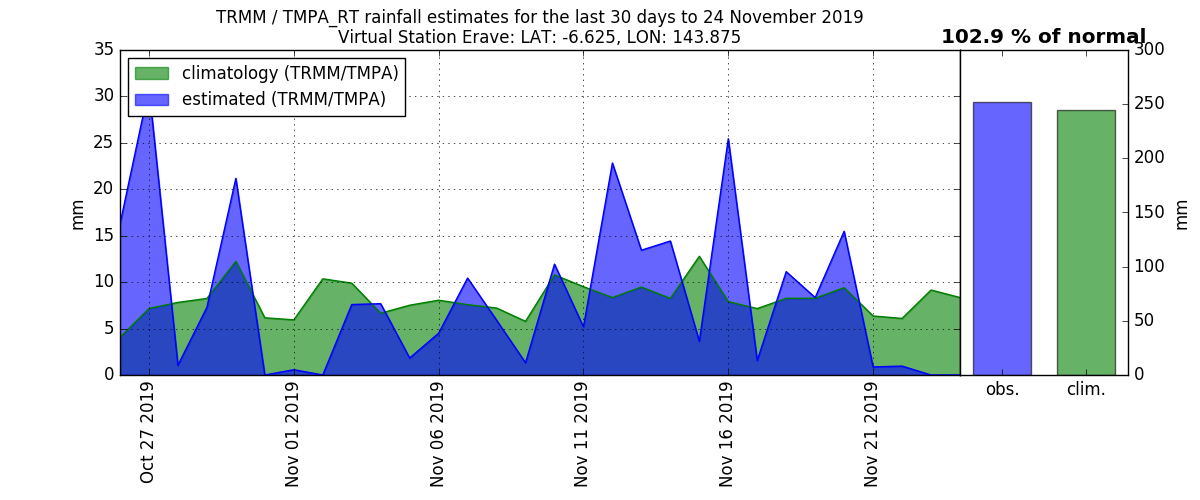 TRMM / TMPA_RT rainfall estimates for the last 30 days to 24 November 2019
Virtual Station Erave: LAT: -6.625, LON: 143.875
102.9 % of normal
climatology (TRMM/TMPA)
estimated (TRMM/TMPA)
35
30
25
20
15
10
5
0
mm
Oct 27 2019
Nov 01 2019
Nov 06 2019
Nov 11 2019
Nov 16 2019
Nov 21 2019
obs.
clim.
300
250
200
150
100
50
0
mm